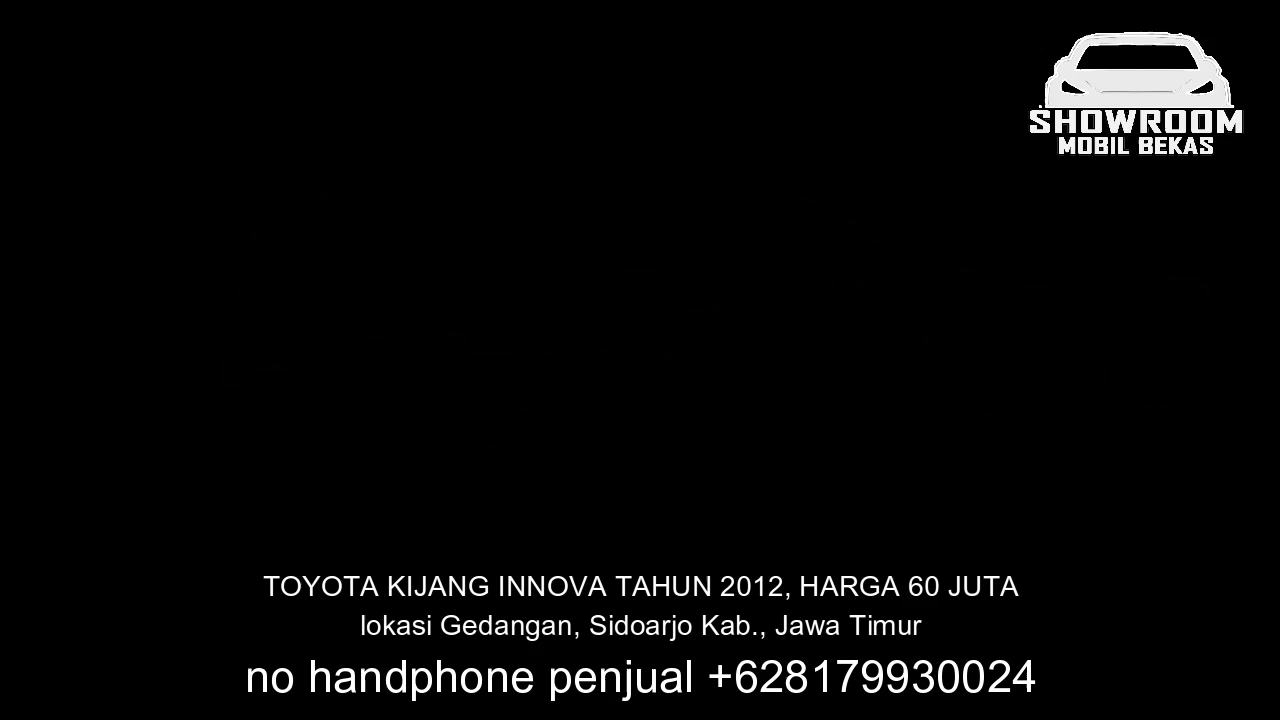 SHOWROOM
MOBIL BEKAS
TOYOTA KIJANG INNOVA TAHUN 2012, HARGA 60 JUTA
lokasi Gedangan, Sidoarjo Kab., Jawa Timur
no handphone penjual +628179930024